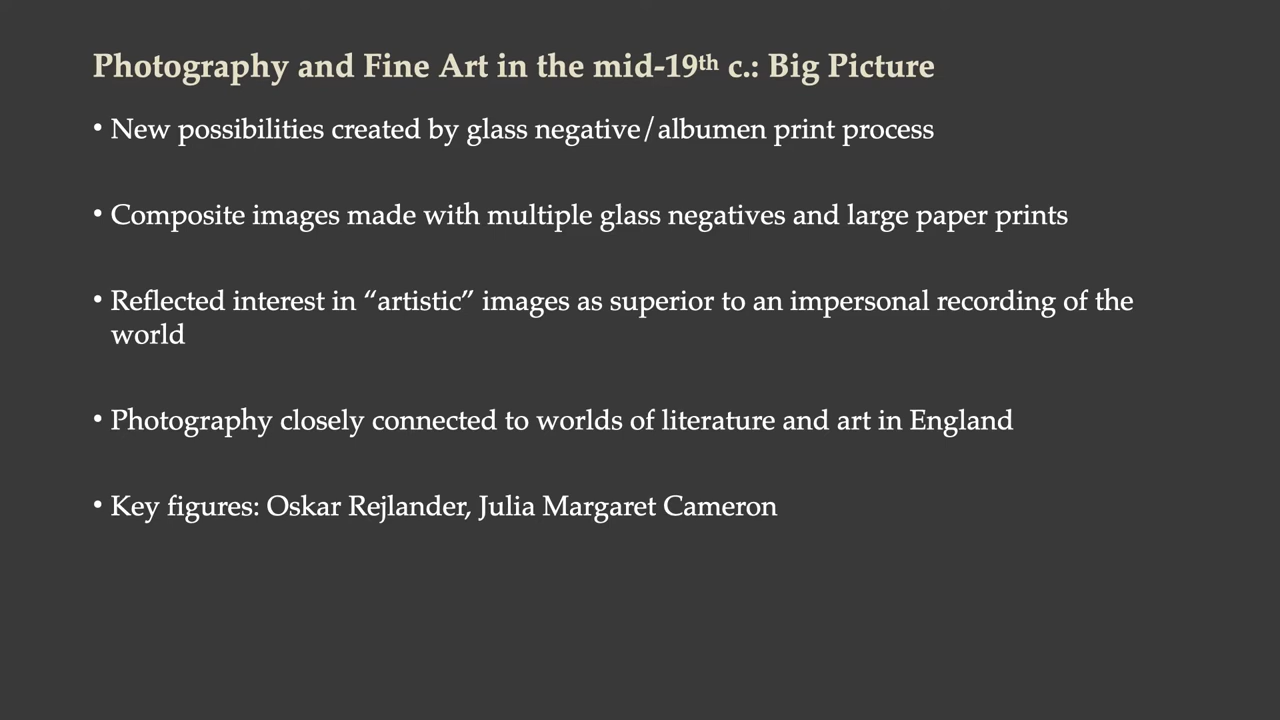 Photography and Fine Art in the mid-19th c.: Big Picture
• New possibilities created by glass negative/albumen print process
• Composite images made with multiple glass negatives and large paper prints
• Reflected interest in “artistic” images as superior to an impersonal recording of the
world
• Photography closely connected to worlds of literature and art in England
• Key figures: Oskar Rejlander, Julia Margaret Cameron